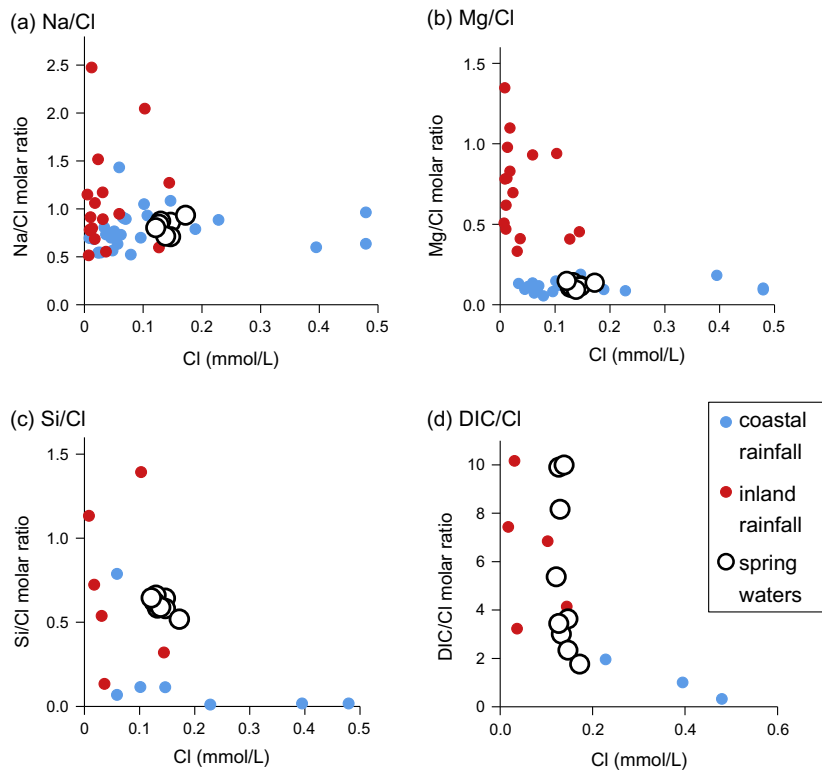 (a) Na/Cl
2.5
2.0
1.5
1.0
0.5
0.0
Na/Cl molar ratio
0
0.1
0.2
0.3
0.4
0.5
Cl (mmol/L)
(b) Mg/Cl
1.5
1.0
0.5
0.0
Mg/Cl molar ratio
0
0.1
0.2
0.3
0.4
0.5
Cl (mmol/L)
(c) Si/Cl
1.5
1.0
0.5
0.0
Si/Cl molar ratio
0
0.1
0.2
0.3
0.4
0.5
Cl (mmol/L)
(d) DIC/Cl
10
8
6
4
2
0
DIC/Cl molar ratio
0.0
0.2
0.4
0.6
Cl (mmol/L)
coastal
rainfall
inland
rainfall
spring
waters